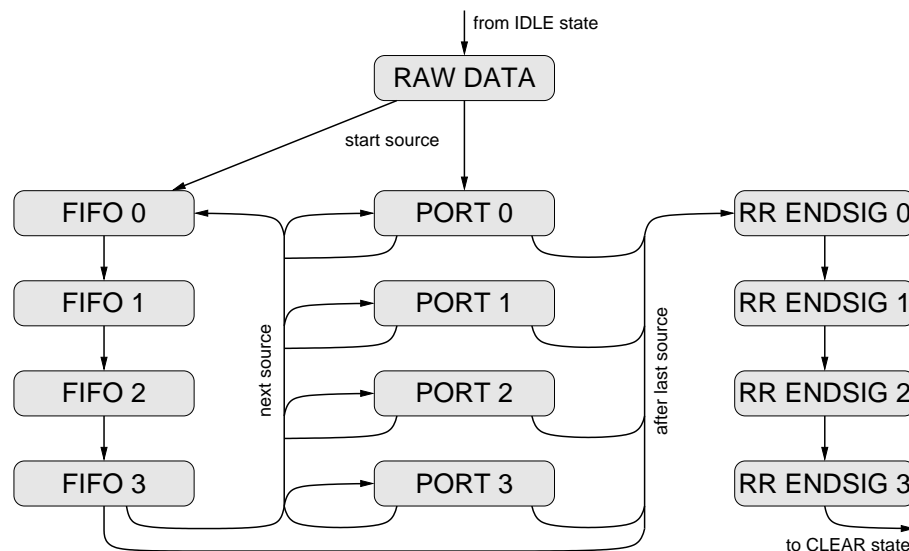 from IDLE state
RAW DATA
start source
FIFO 0
PORT 0
RR ENDSIG 0
FIFO 1
PORT 1
RR ENDSIG 1
next source
after last source
FIFO 2
PORT 2
RR ENDSIG 2
FIFO 3
PORT 3
RR ENDSIG 3
to CLEAR state